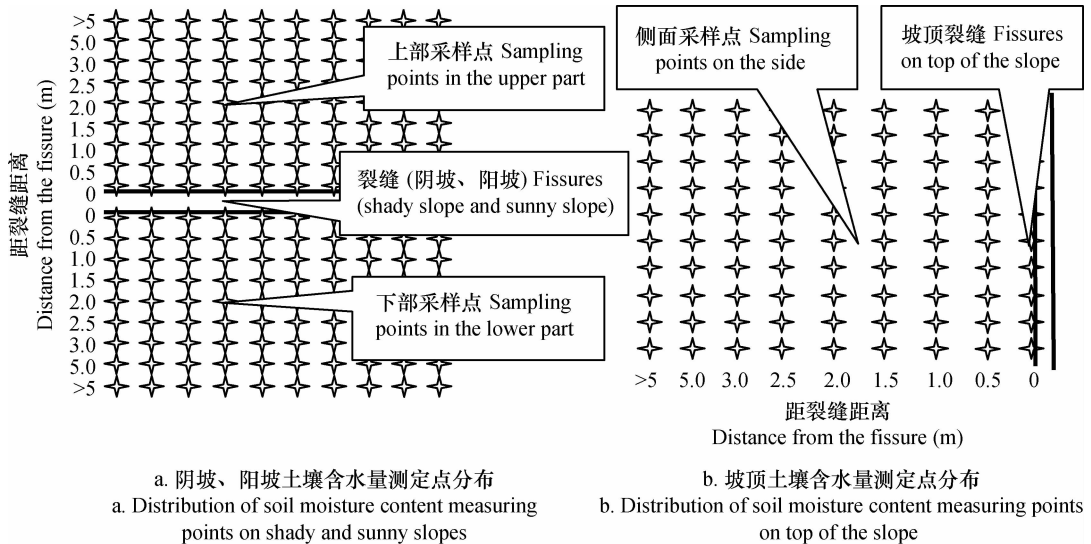 >5
5.0
3.0
2.5
2.0
1.5
1.0
0.5
0
0
0.5
1.0
1.5
2.0
2.5
3.0
5.0
>5
距裂缝距离
Distance from the fissure (m)
上部采样点 Sampling
points in the upper part
裂缝 (阴坡、阳坡) Fissures
(shady slope and sunny slope)
下部采样点 Sampling
points in the lower part
a. 阴坡、阳坡土壤含水量测定点分布
a. Distribution of soil moisture content measuring
points on shady and sunny slopes
侧面采样点 Sampling
points on the side
坡顶裂缝 Fissures
on top of the slope
>5 5.0 3.0 2.5 2.0 1.5 1.0 0.5 0
距裂缝距离
Distance from the fissure (m)
b. 坡顶土壤含水量测定点分布
b. Distribution of soil moisture content measuring points
on top of the slope